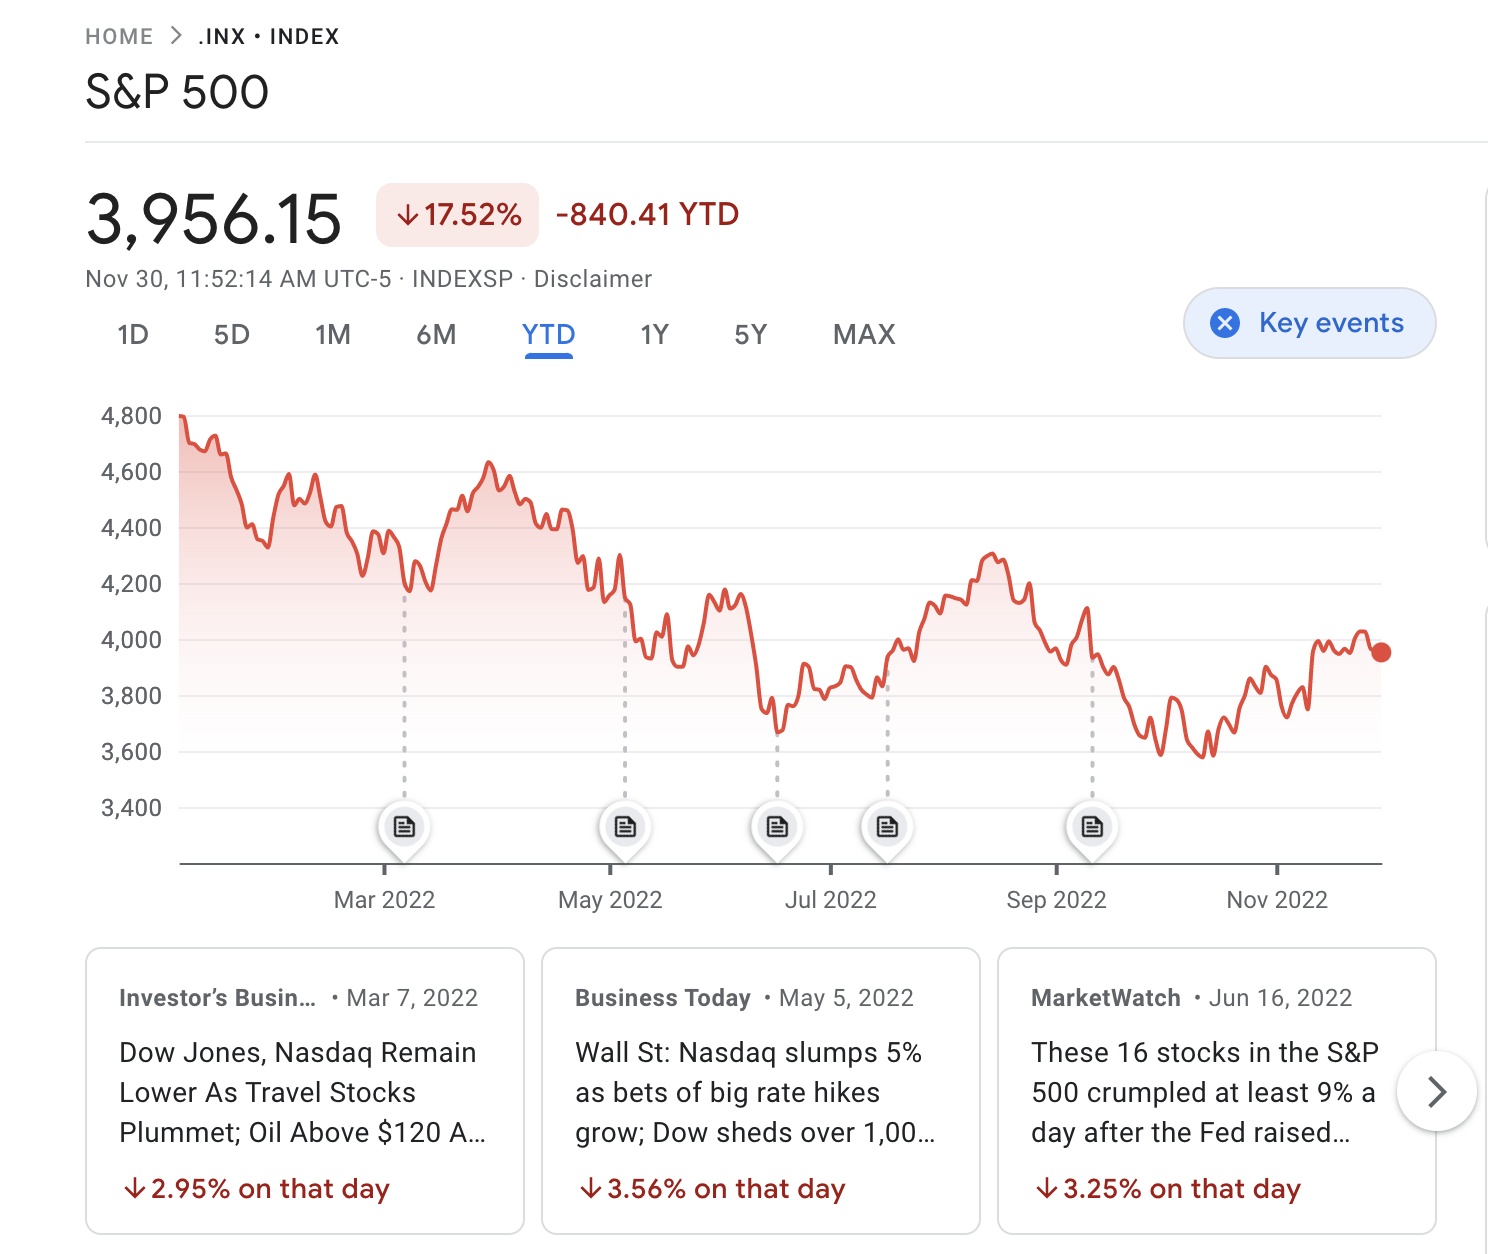 HOME > .INX • INDEX
S&P 500
3,956.15 ↓17.52% -840.41 YTD
Nov 30, 11:52:14 AM UTC-5 · INDEXSP · Disclaimer
1D 5D 1M 6M YTD 1Y 5Y MAX
Key events
4,800
4,600
4,400
4,200
4,000
3,800
3,600
3,400
Mar 2022 May 2022 Jul 2022 Sep 2022 Nov 2022
Investor’s Busin... • Mar 7, 2022
Dow Jones, Nasdaq Remain
Lower As Travel Stocks
Plummet; Oil Above $120 A...
↓2.95% on that day
Business Today • May 5, 2022
Wall St: Nasdaq slumps 5%
as bets of big rate hikes
grow; Dow sheds over 1,00...
↓3.56% on that day
MarketWatch • Jun 16, 2022
These 16 stocks in the S&P
500 crumpled at least 9% a
day after the Fed raised...
↓3.25% on that day